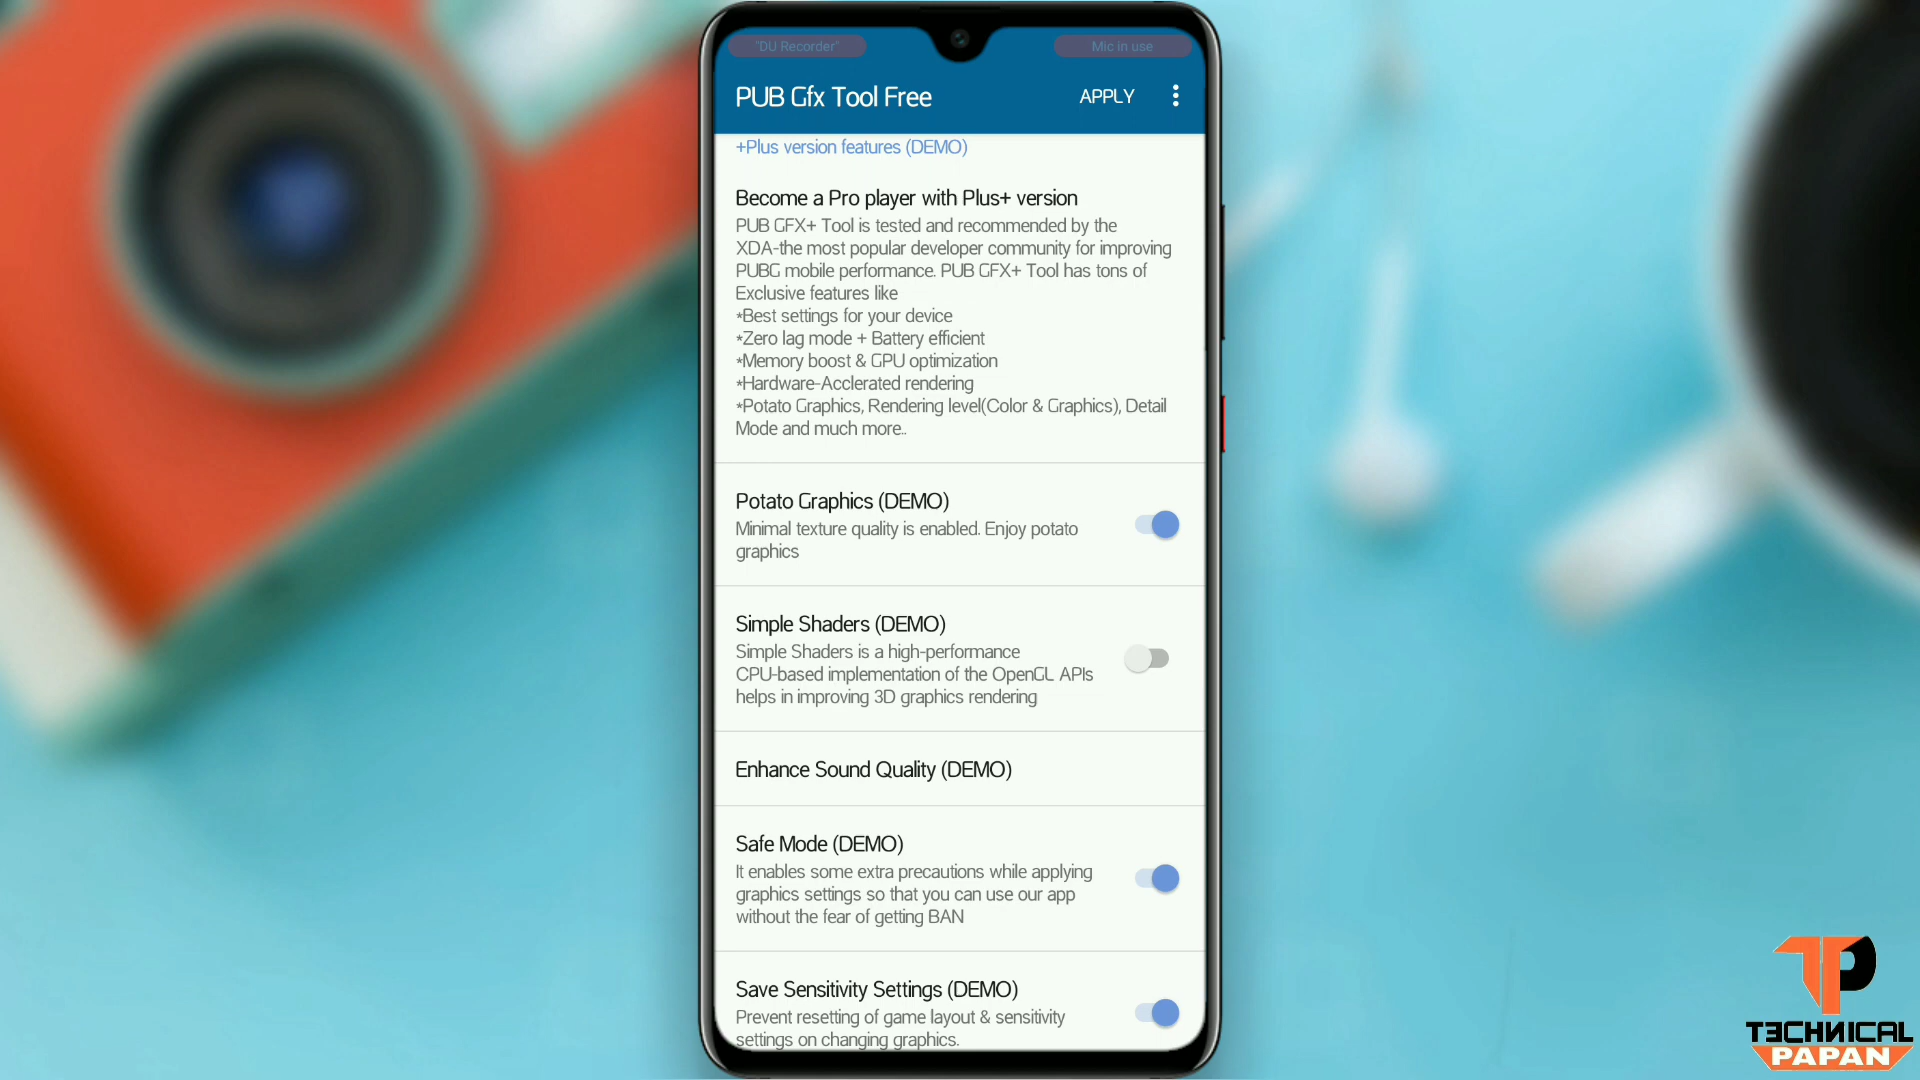 "DU Recorder"
Mic in use
PUB Gfx Tool Free
APPLY
+Plus version features (DEMO)
Become a Pro player with Plus+ version
PUB GFX+ Tool is tested and recommended by the
XDA-the most popular developer community for improving
PUBG mobile performance. PUB GFX+ Tool has tons of
Exclusive features like
*Best settings for your device
*Zero lag mode + Battery efficient
*Memory boost & GPU optimization
*Hardware-Acclerated rendering
*Potato Graphics, Rendering level(Color & Graphics), Detail
Mode and much more..
Potato Graphics (DEMO)
Minimal texture quality is enabled. Enjoy potato
graphics
Simple Shaders (DEMO)
Simple Shaders is a high-performance
CPU-based implementation of the OpenGL APIs
helps in improving 3D graphics rendering
Enhance Sound Quality (DEMO)
Safe Mode (DEMO)
It enables some extra precautions while applying
graphics settings so that you can use our app
without the fear of getting BAN
Save Sensitivity Settings (DEMO)
Prevent resetting of game layout & sensitivity
settings on changing graphics.
TP
TECHNICAL
PAPAN